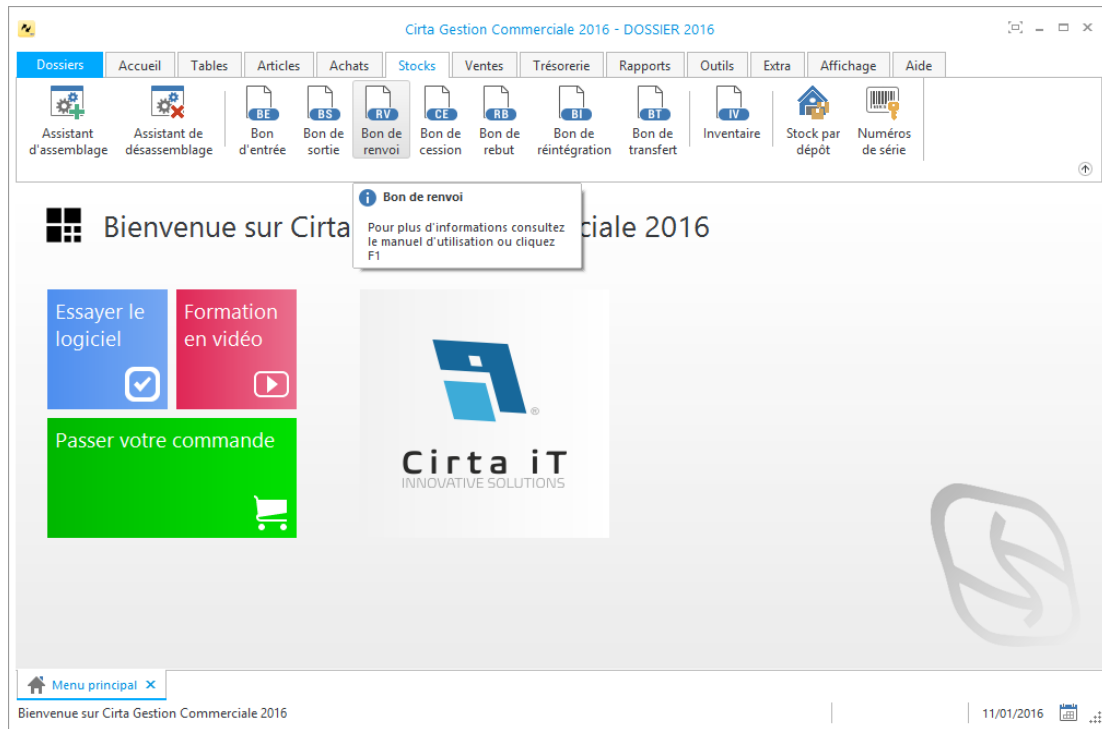 Cirta Gestion Commerciale 2016 - DOSSIER 2016
Dossiers Accueil Tables Articles Achats Stocks Ventes Trésorerie Rapports Outils Extra Affichage Aide
BE BS RV CE RB BI BT IV
Assistant d'assemblage
Assistant de désassemblage
Bon d'entrée
Bon de sortie
Bon de renvoi
Bon de cession
Bon de rebut
Bon de réintégration
Bon de transfert
Inventaire
Stock par dépôt
Numéros de série
Bon de renvoi
Pour plus d'informations consultez
le manuel d'utilisation ou cliquez
F1
Bienvenue sur Cirta ciale 2016
Essayer le
logiciel
Formation
en vidéo
Passer votre commande
®
Cirta iT
INNOVATIVE SOLUTIONS
Menu principal
Bienvenue sur Cirta Gestion Commerciale 2016
11/01/2016